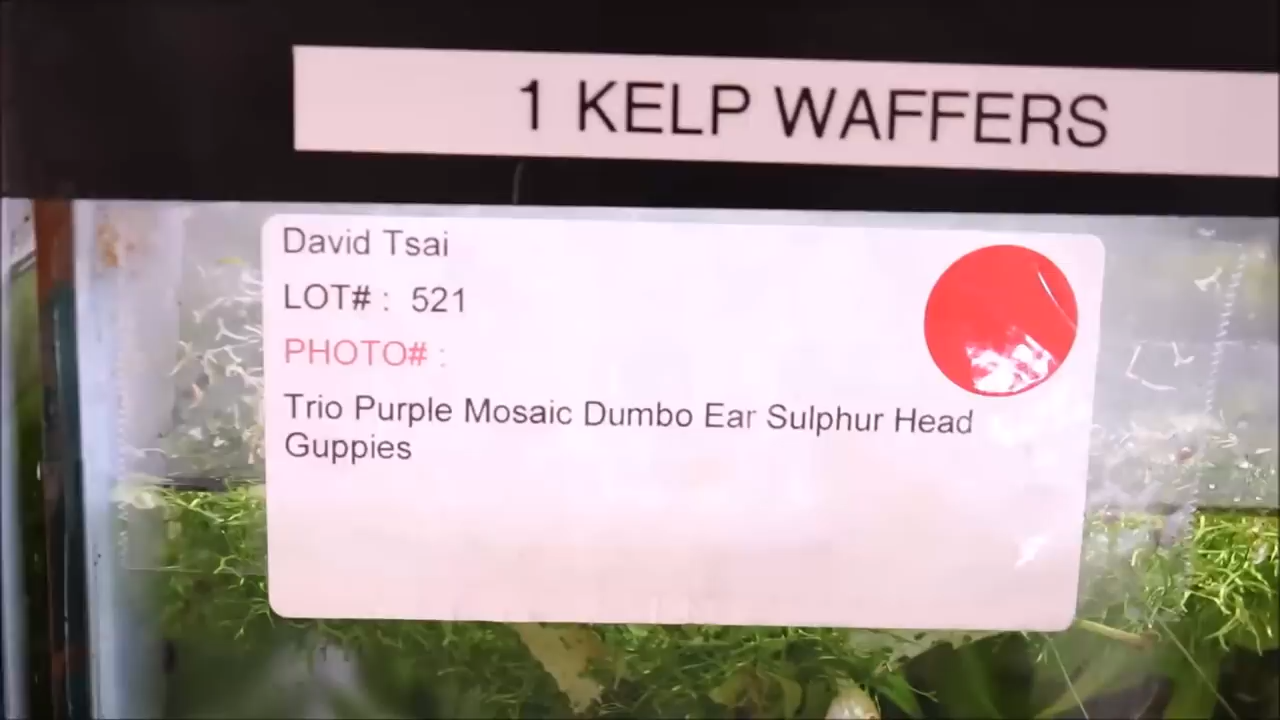 1 KELP WAFFERS
David Tsai
LOT# : 521
PHOTO# :
Trio Purple Mosaic Dumbo Ear Sulphur Head
Guppies